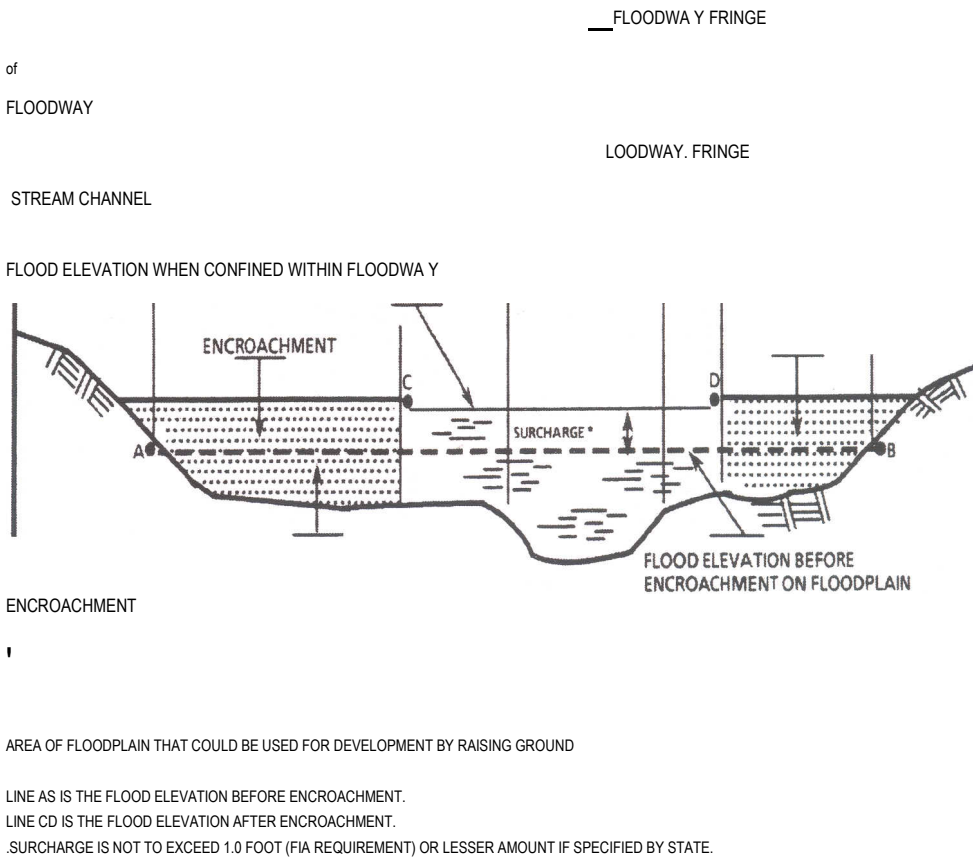 FLOODWA Y FRINGE
of
FLOODWAY
LOODWAY. FRINGE
STREAM CHANNEL
FLOOD ELEVATION WHEN CONFINED WITHIN FLOODWA Y
ENCROACHMENT
C
D
SURCHARGE*
A
B
FLOOD ELEVATION BEFORE
ENCROACHMENT ON FLOODPLAIN
ENCROACHMENT
'
AREA OF FLOODPLAIN THAT COULD BE USED FOR DEVELOPMENT BY RAISING GROUND
LINE AS IS THE FLOOD ELEVATION BEFORE ENCROACHMENT.
LINE CD IS THE FLOOD ELEVATION AFTER ENCROACHMENT.
.SURCHARGE IS NOT TO EXCEED 1.0 FOOT (FIA REQUIREMENT) OR LESSER AMOUNT IF SPECIFIED BY STATE.